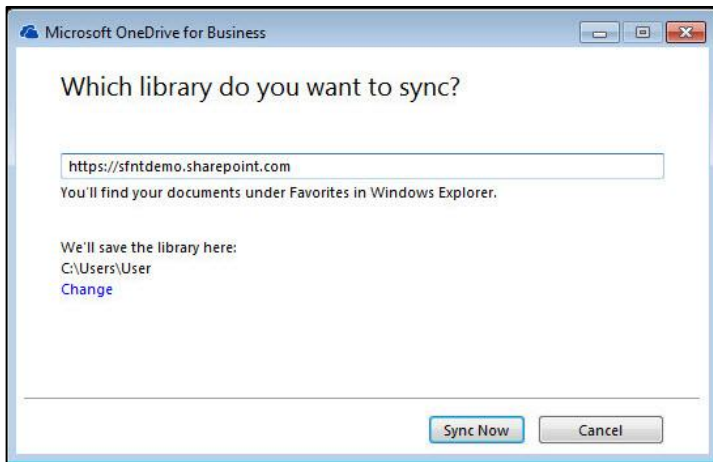 Microsoft OneDrive for Business
Which library do you want to sync?
https://sfntdemo.sharepoint.com
You'll find your documents under Favorites in Windows Explorer.
We'll save the library here:
C:\Users\User
Change
Sync Now
Cancel